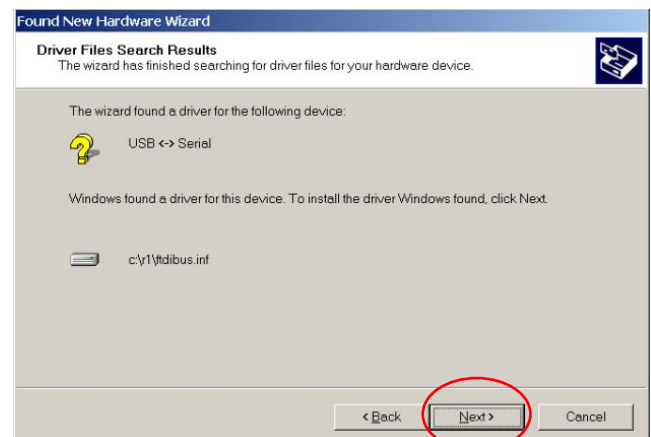 Found New Hardware Wizard
Driver Files Search Results
The wizard has finished searching for driver files for your hardware device.
The wizard found a driver for the following device:
USB <-> Serial
Windows found a driver for this device. To install the driver Windows found, click Next.
c:\r1\ftdibus.inf
< Back
Next >
Cancel